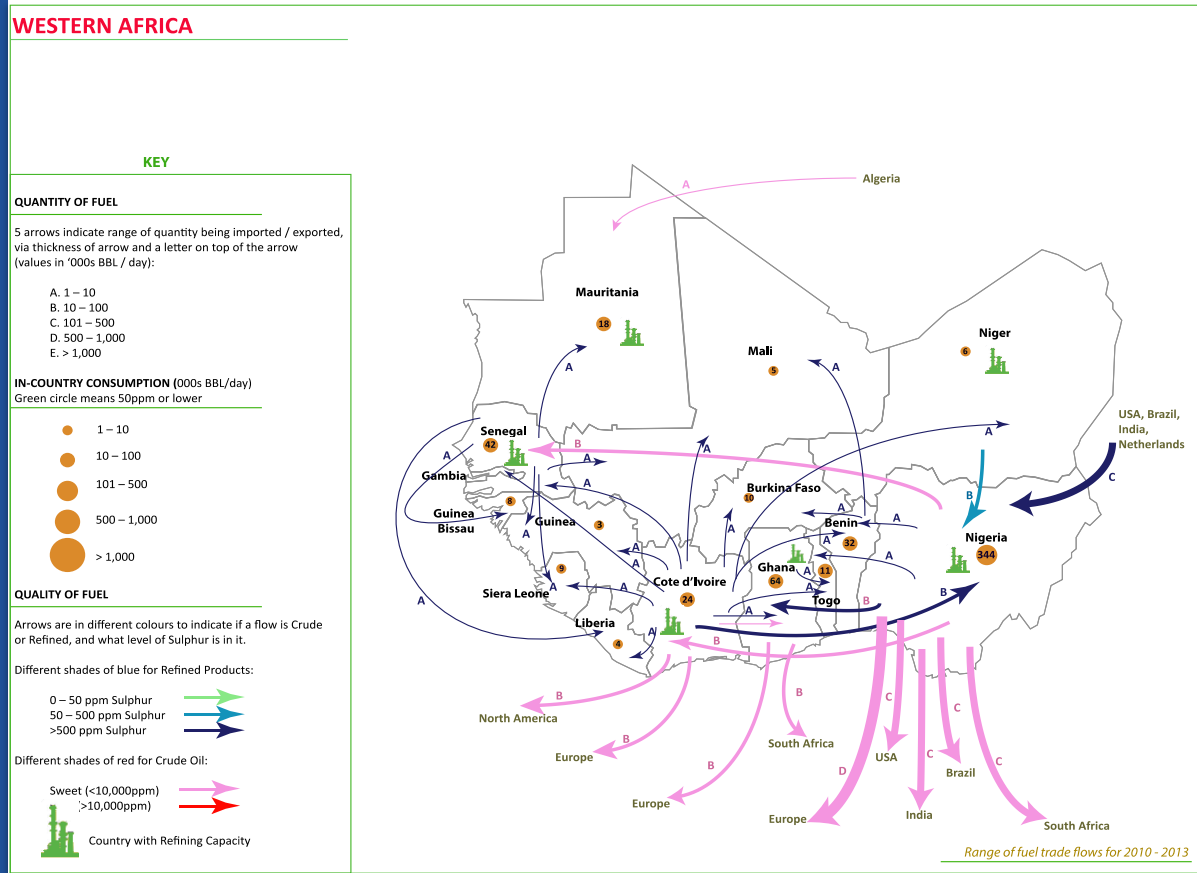 WESTERN AFRICA
KEY
QUANTITY OF FUEL
5 arrows indicate range of quantity being imported / exported,
via thickness of arrow and a letter on top of the arrow
(values in ‘000s BBL / day):
A. 1 – 10
B. 10 – 100
C. 101 – 500
D. 500 – 1,000
E. > 1,000
IN-COUNTRY CONSUMPTION (000s BBL/day)
Green circle means 50ppm or lower
1 – 10
10 – 100
101 – 500
500 – 1,000
> 1,000
QUALITY OF FUEL
Arrows are in different colours to indicate if a flow is Crude
or Refined, and what level of Sulphur is in it.
Different shades of blue for Refined Products:
0 – 50 ppm Sulphur
50 – 500 ppm Sulphur
>500 ppm Sulphur
Different shades of red for Crude Oil:
Sweet (<10,000ppm)
>10,000ppm)
Country with Refining Capacity
A
Algeria
Mauritania
18
A
Mali
5
A
Niger
6
USA, Brazil,
India,
Netherlands
C
Senegal
42
A
B
A
A
A
A
Gambia
8
Guinea
Bissau
A
Guinea
3
A
Burkina Faso
10
A
A
Benin
32
A
B
Nigeria
344
A
A
9
Siera Leone
A
A
Cote d’Ivoire
24
Ghana
64
A
A
11
A
Togo
A
A
B
B
A
Liberia
4
A
B
B
North America
B
Europe
B
Europe
B
South Africa
D
Europe
C
USA
C
India
C
Brazil
C
South Africa
Range of fuel trade flows for 2010 - 2013